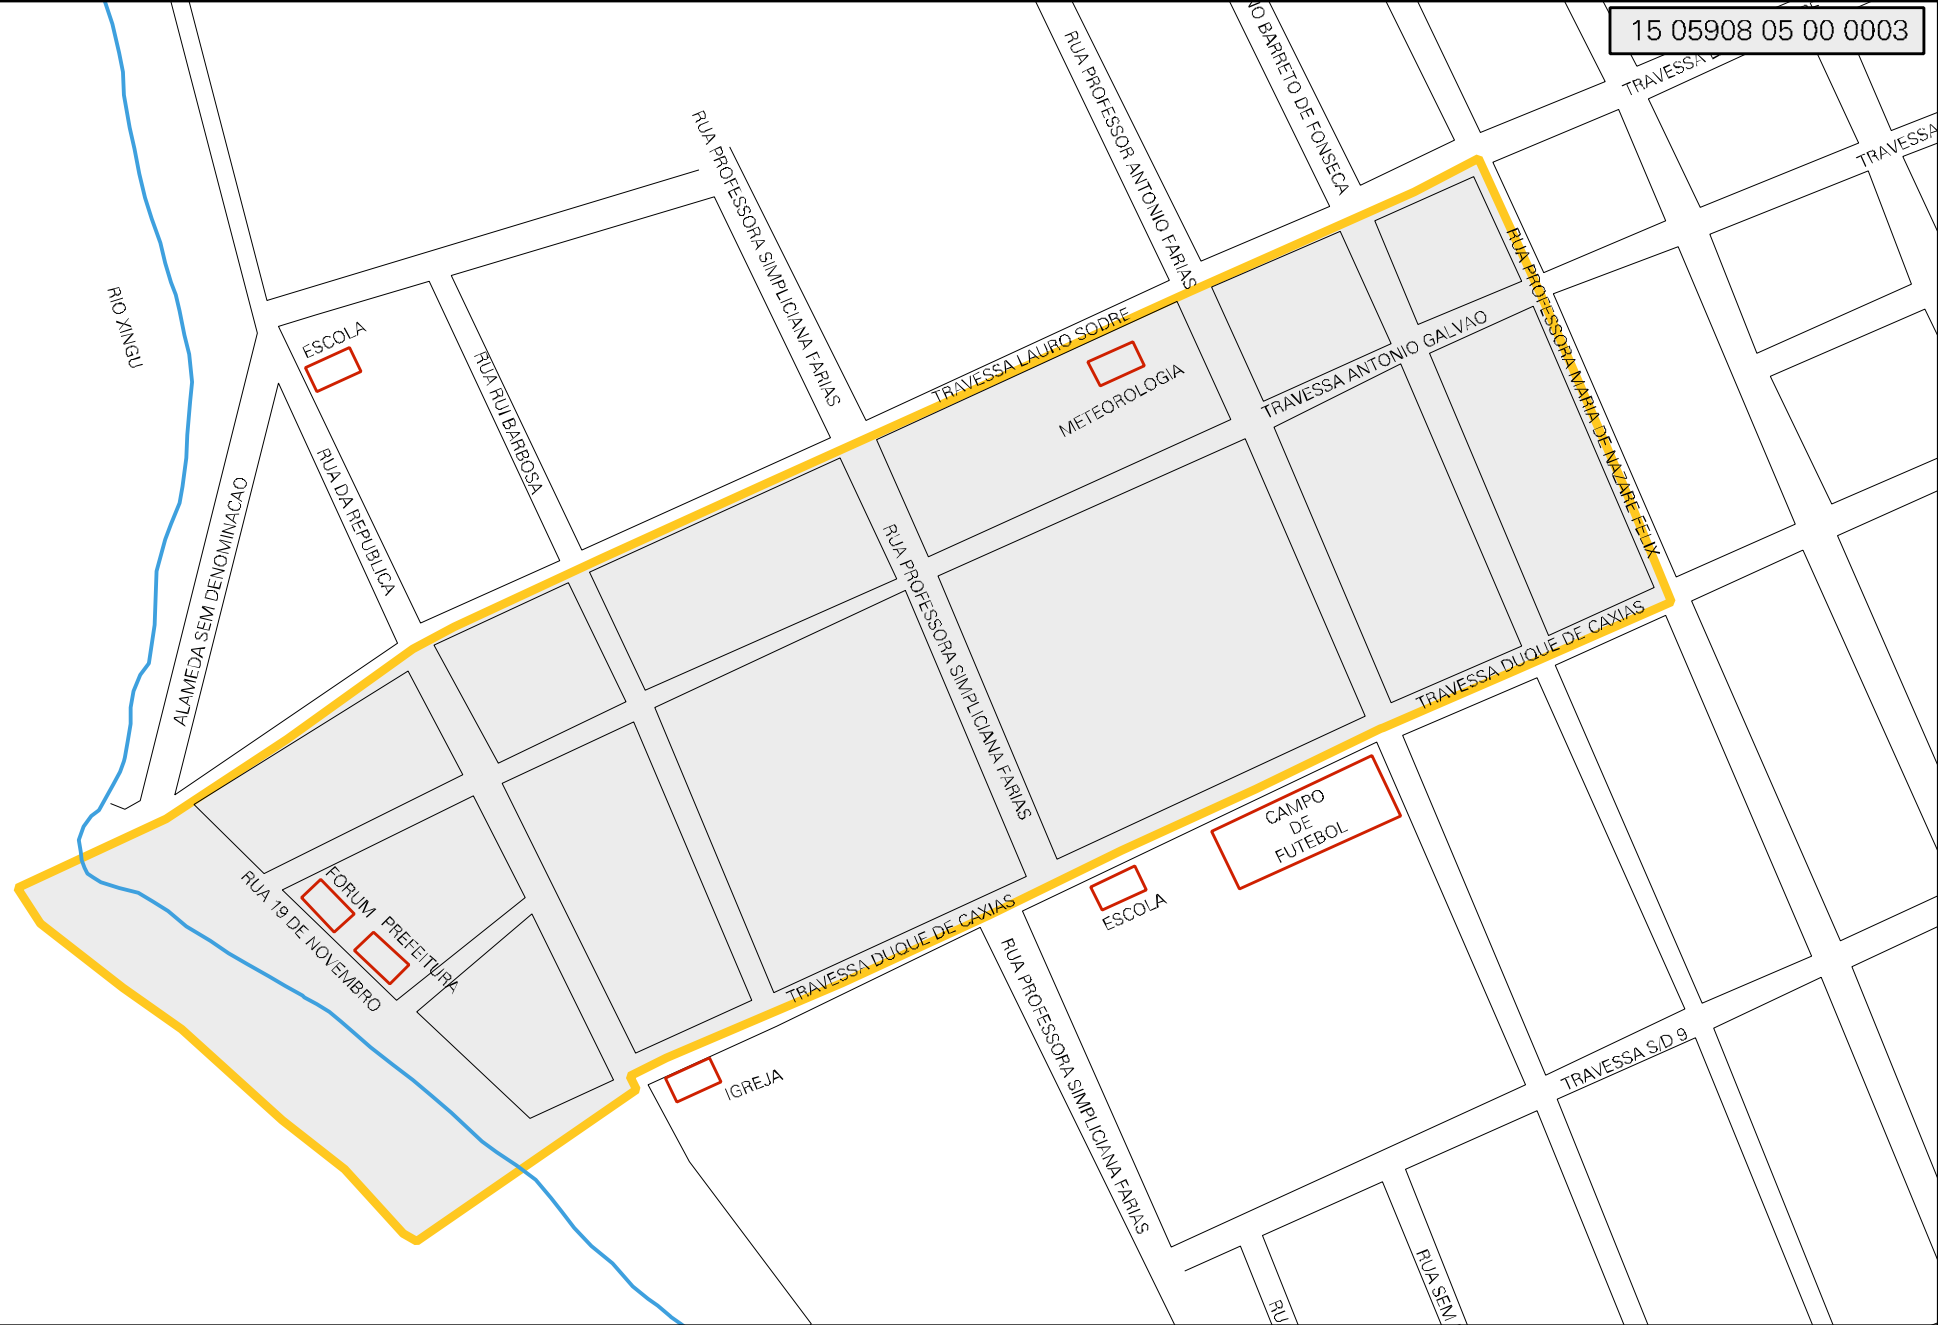 15 05908 05 00 0003
TRAVESSA
TRAVESSA
RUA PROFESSOR ANTONIO FARIAS
NO BARRETO DE FONSECA
RUA PROFESSORA SIMPLICIANA FARIAS
RIO XINGU
ESCOLA
RUA RUI BARBOSA
RUA DA REPUBLICA
ALAMEDA SEM DENOMINACAO
TRAVESSA LAURO SODRE
METEOROLOGIA
TRAVESSA ANTONIO GALVAO
RUA PROFESSORA MARIA DE NAZARE FELIX
RUA PROFESSORA SIMPLICIANA FARIAS
TRAVESSA DUQUE DE CAXIAS
CAMPO
DE
FUTEBOL
ESCOLA
FORUM
PREFEITURA
RUA 19 DE NOVEMBRO
TRAVESSA DUQUE DE CAXIAS
IGREJA
RUA PROFESSORA SIMPLICIANA FARIAS
TRAVESSA S/D 9
RUA SEM
RU